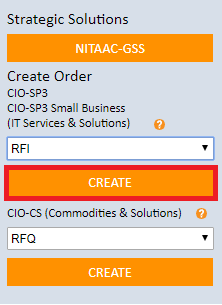 Strategic Solutions
NITAAC-GSS
Create Order
CIO-SP3
CIO-SP3 Small Business
(IT Services & Solutions) ?
RFI
CREATE
CIO-CS (Commodities & Solutions) ?
RFQ
CREATE